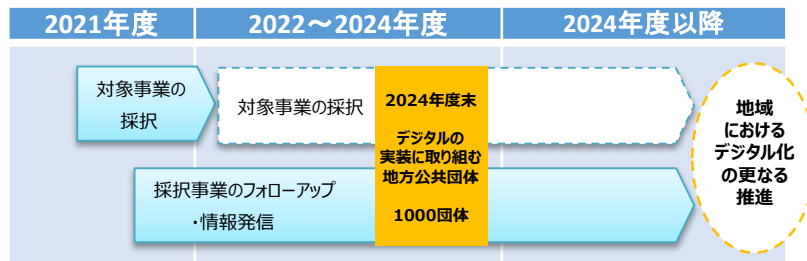 2021年度
2022～2024年度
2024年度以降
対象事業の
採択
対象事業の採択
2024年度末
デジタルの
実装に取り組む
地方公共団体
1000団体
採択事業のフォローアップ
・情報発信
地域
における
デジタル化
の更なる
推進